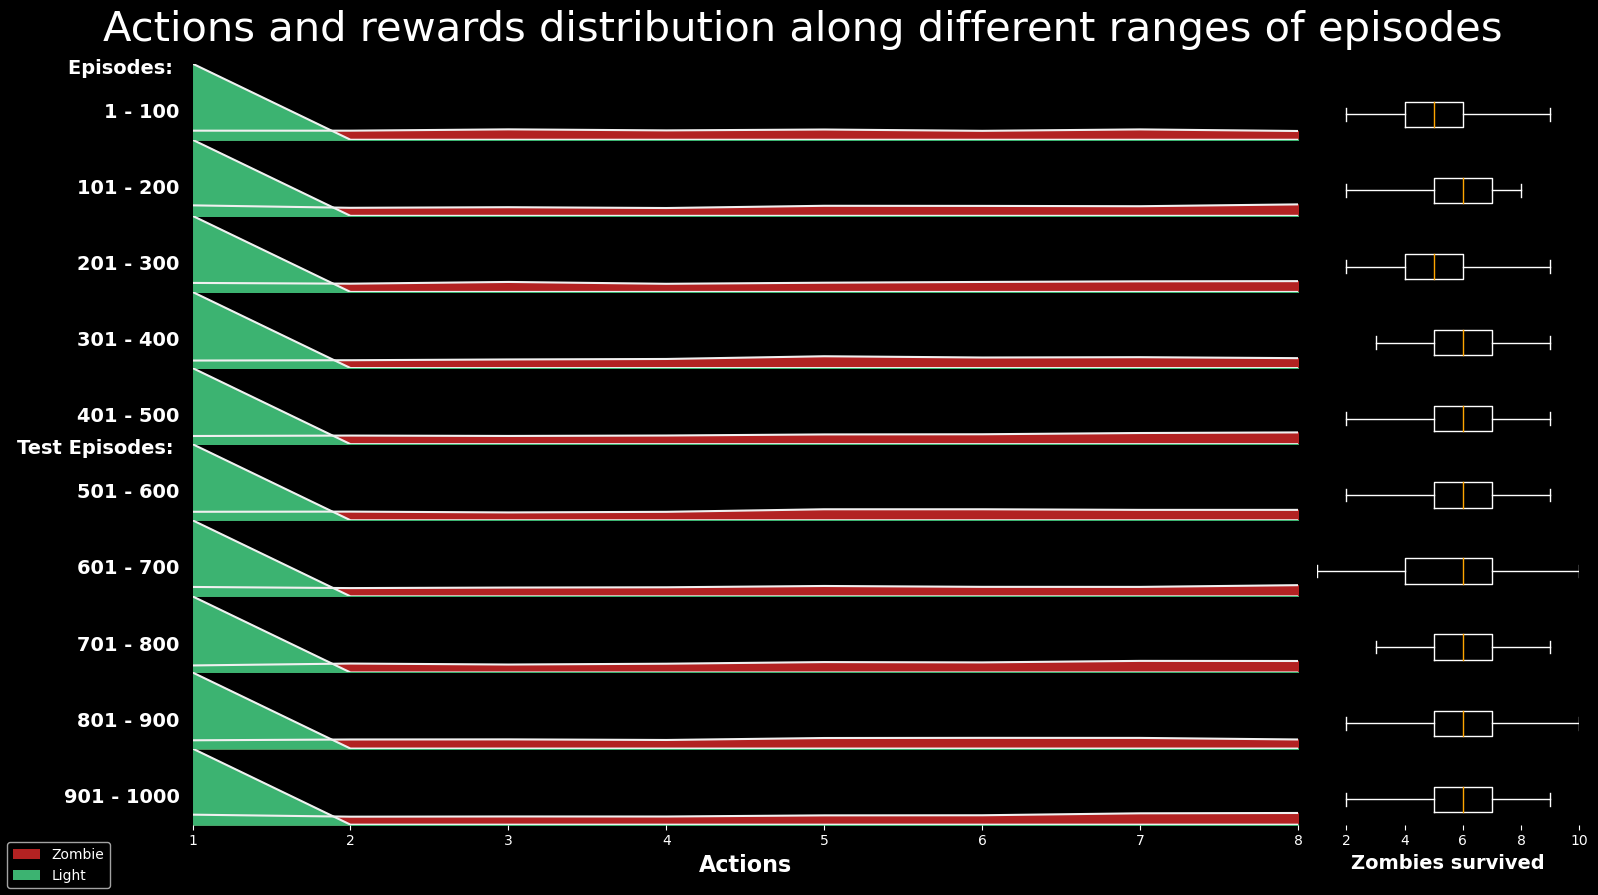 Actions and rewards distribution along different ranges of episodes
Episodes:
1 - 100
101 - 200
201 - 300
301 - 400
401 - 500
Test Episodes:
501 - 600
601 - 700
701 - 800
801 - 900
901 - 1000
1 2 3 4 5 6 7 8
2 4 6 8 10
Actions
Zombies survived
Zombie
Light